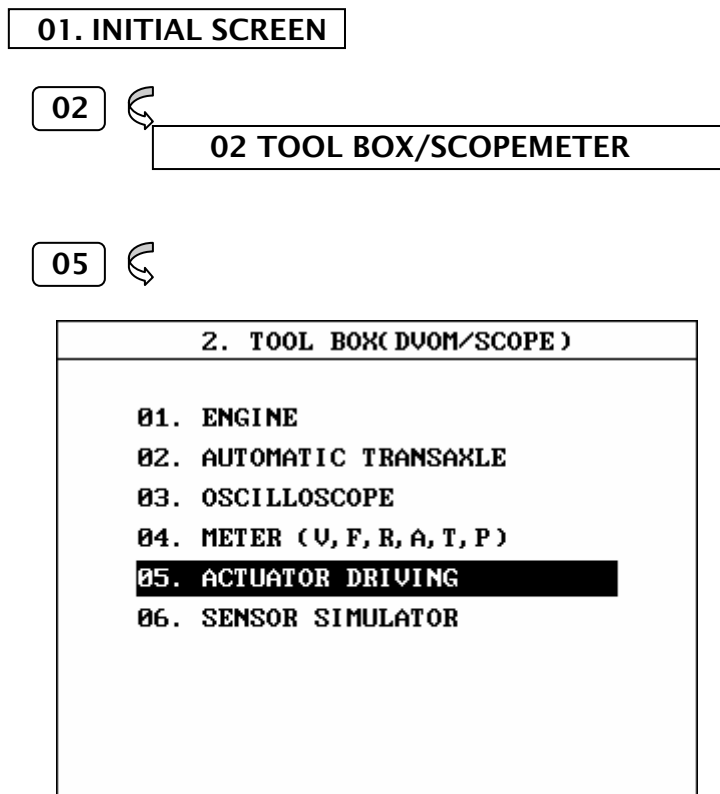 01. INITIAL SCREEN
02
02 TOOL BOX/SCOPEMETER
05
2. TOOL BOX(DVOM/SCOPE)
01. ENGINE
02. AUTOMATIC TRANSAXLE
03. OSCILLOSCOPE
04. METER (V,F,R,A,T,P)
05. ACTUATOR DRIVING
06. SENSOR SIMULATOR